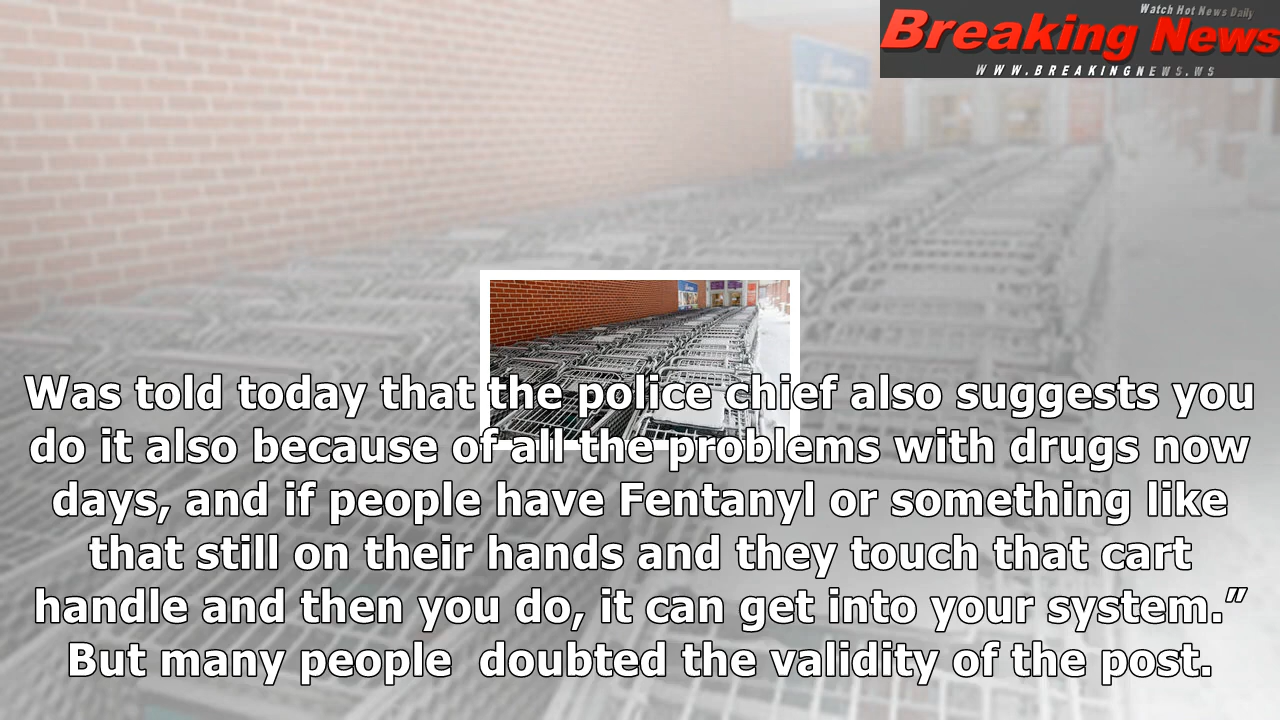 Watch Hot News Daily
Breaking News
WWW.BREAKINGNEWS.WS
Was told today that the police chief also suggests you
do it also because of all the problems with drugs now
days, and if people have Fentanyl or something like
that still on their hands and they touch that cart
handle and then you do, it can get into your system.”
But many people  doubted the validity of the post.